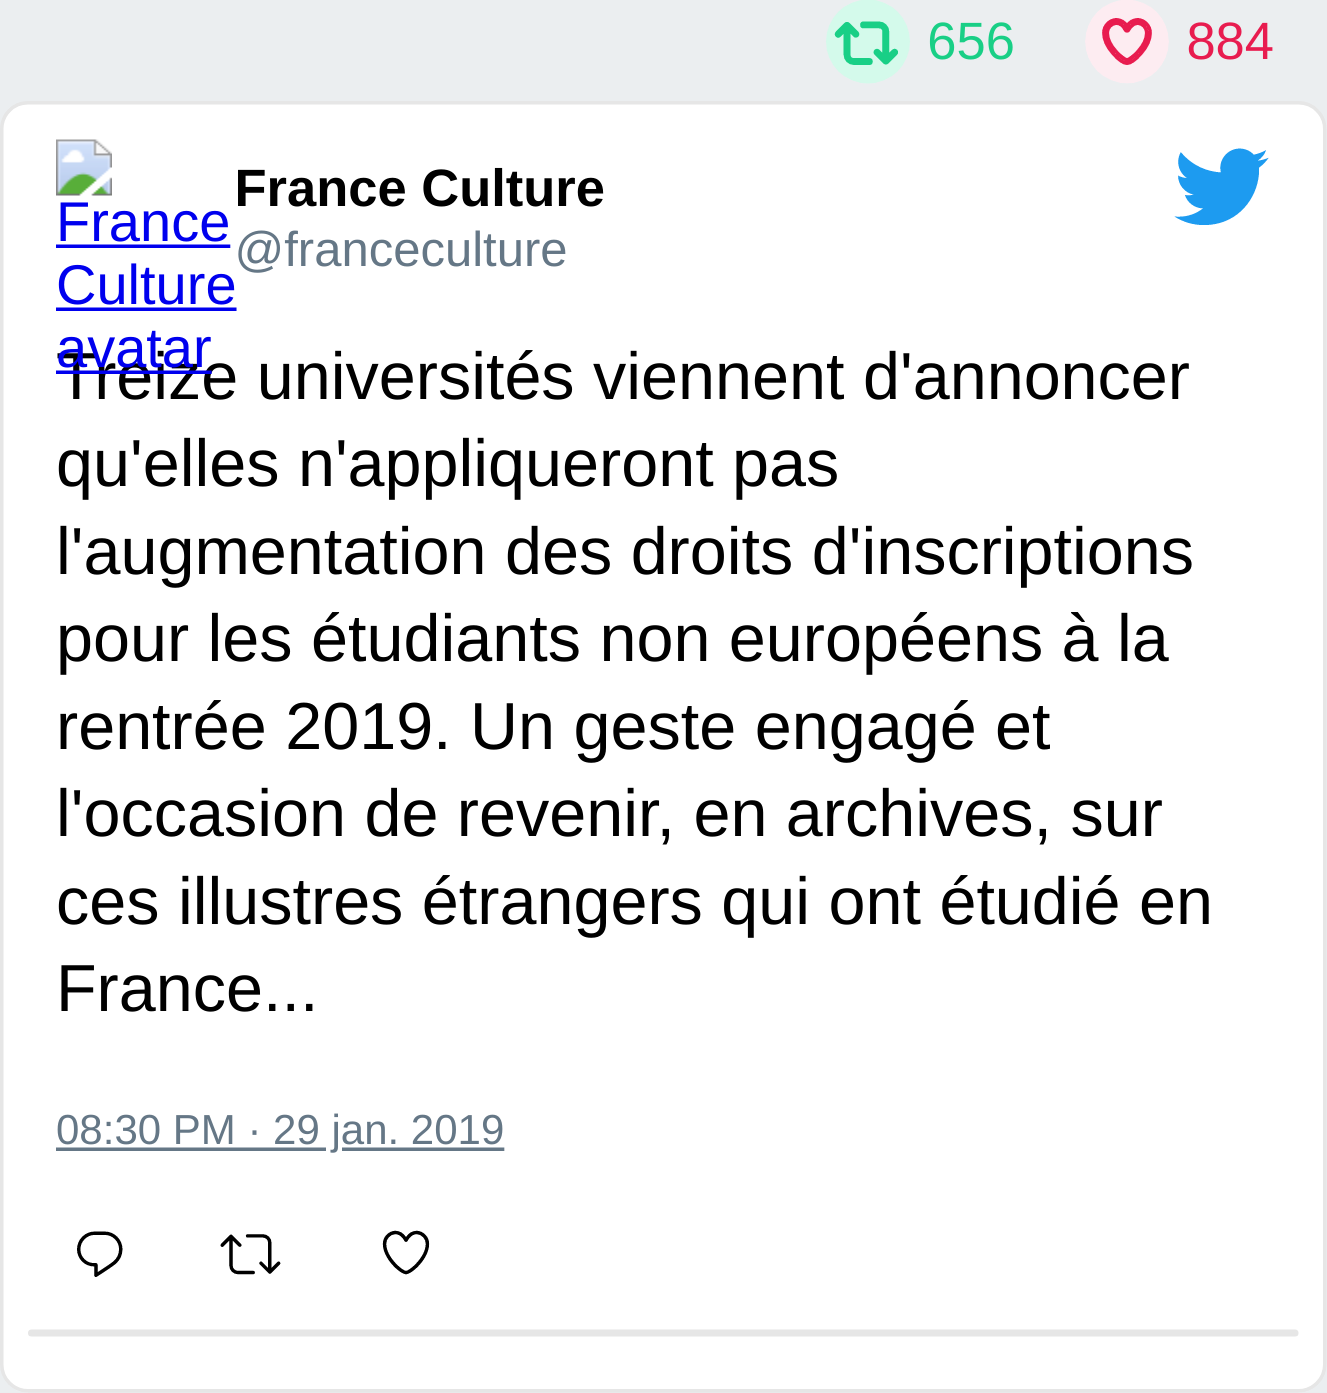 656 884
France Culture
@franceculture
France
Culture
avatar
Treize universités viennent d'annoncer
qu'elles n'appliqueront pas
l'augmentation des droits d'inscriptions
pour les étudiants non européens à la
rentrée 2019. Un geste engagé et
l'occasion de revenir, en archives, sur
ces illustres étrangers qui ont étudié en
France...
08:30 PM · 29 jan. 2019